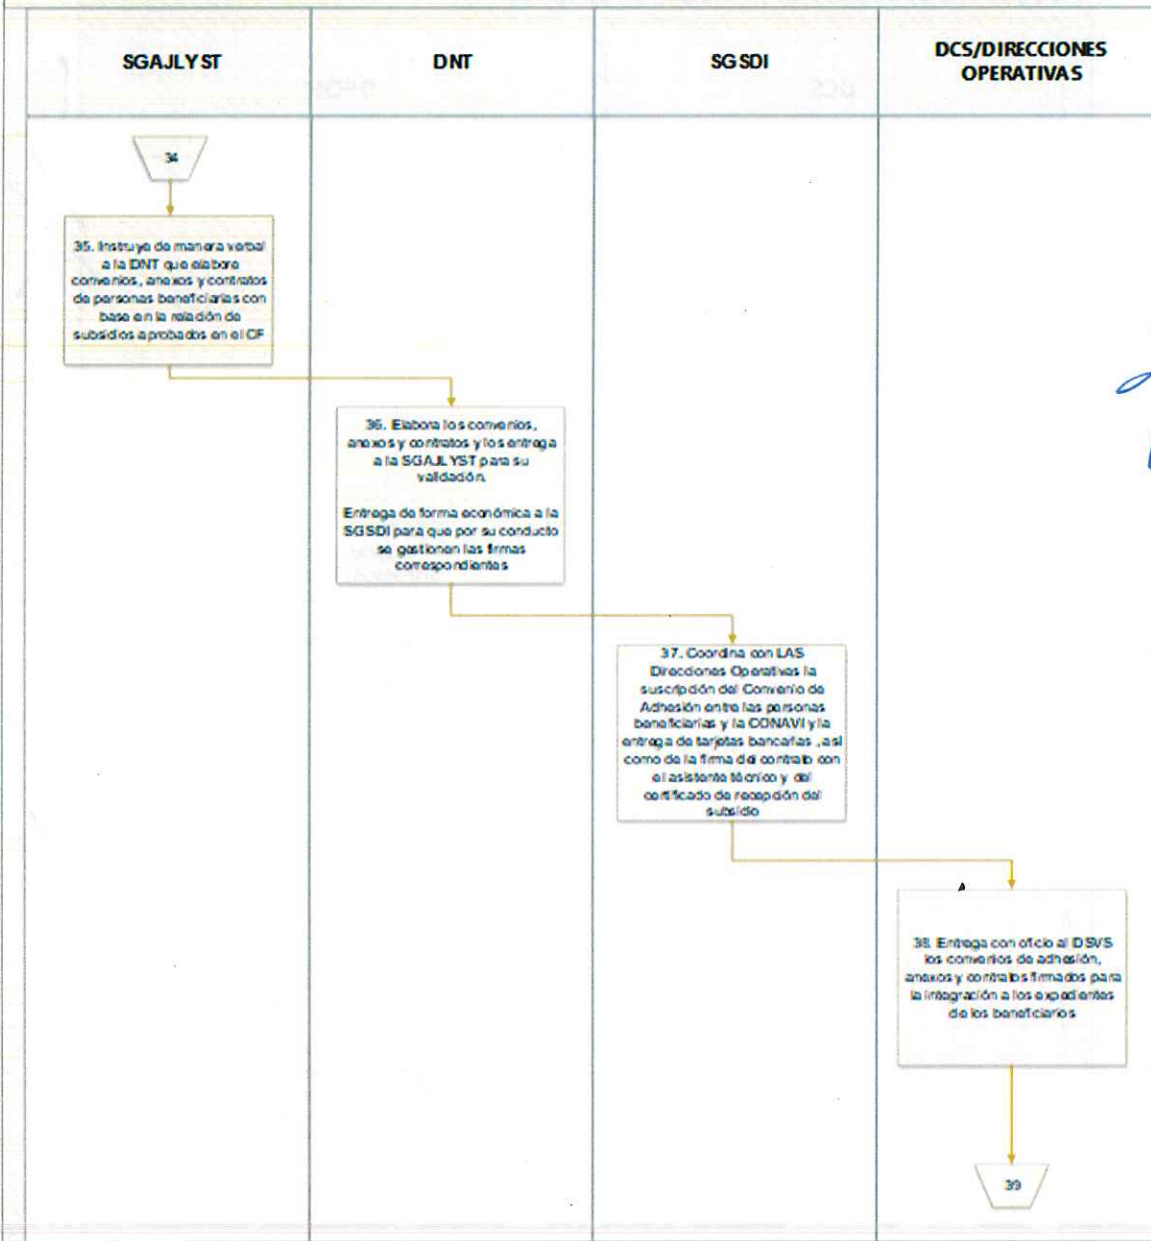 SGAJLYST
DNT
SGSDI
DCS/DIRECCIONES
OPERATIVAS
34
35. Instruye de manera verbal
a la DNT que elabore
convenios, anexos y contratos
de personas beneficiarias con
base en la relación de
subsidios aprobados en el CF
36. Elabora los convenios,
anexos y contratos y los entrega
a la SGAJLYST para su
validación.
Entrega de forma económica a la
SGSDI para que por su conducto
se gestionen las firmas
correspondientes
37. Coordina con LAS
Direcciones Operativas la
suscripción del Convenio de
Adhesión entre las personas
beneficiarias y la CONAVI y la
entrega de tarjetas bancarias , así
como de la firma del contrato con
el asistente técnico y del
certificado de recepción del
subsidio
38. Entrega con oficio al DSVS
los convenios de adhesión,
anexos y contratos firmados para
la integración a los expedientes
de los beneficiarios
39